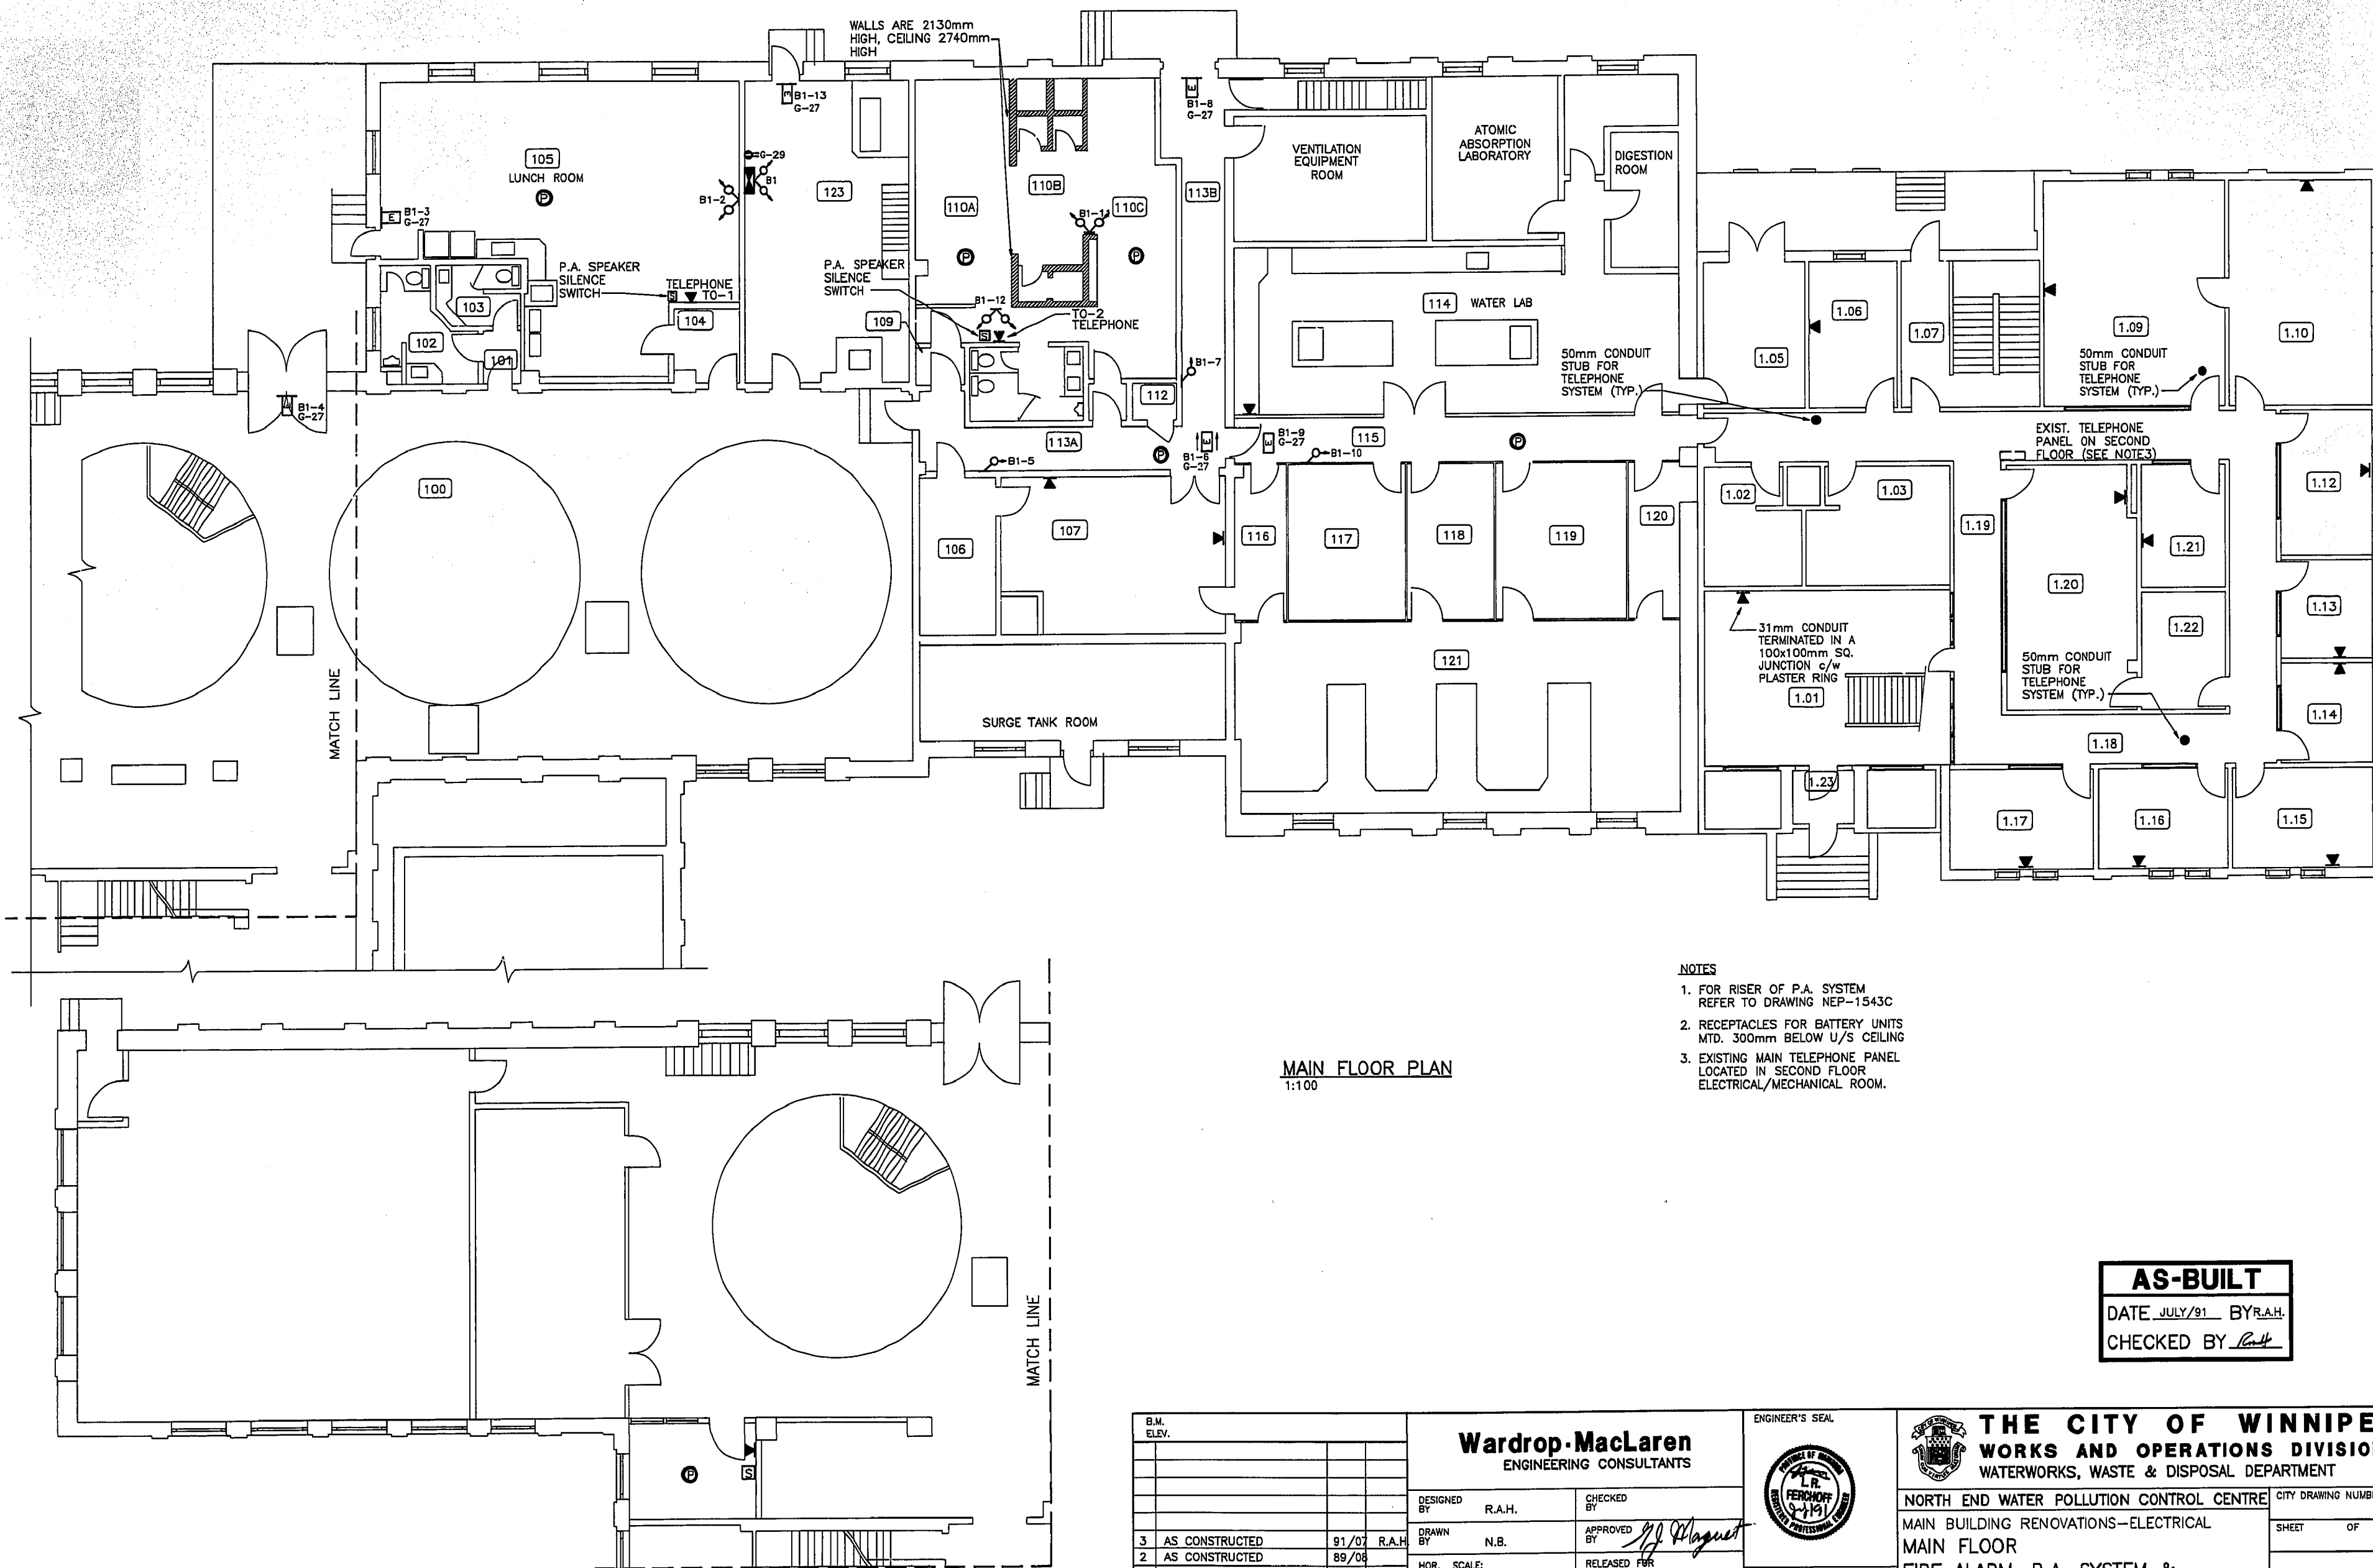 WALLS ARE 2130mm
HIGH, CEILING 2740mm
HIGH
B1-13
G-27
B1-8
G-27
105
LUNCH ROOM
P
G-29
B1
B1-2
123
110A
110B
110C
B1-11
113B
VENTILATION
EQUIPMENT
ROOM
ATOMIC
ABSORPTION
LABORATORY
DIGESTION
ROOM
E
B1-3
G-27
P.A. SPEAKER
SILENCE
SWITCH
S
TELEPHONE
TO-1
P.A. SPEAKER
SILENCE
SWITCH
P
P
103
102
101
104
109
B1-12
S
TO-2
TELEPHONE
B1-7
112
114
WATER LAB
50mm CONDUIT
STUB FOR
TELEPHONE
SYSTEM (TYP.)
1.05
1.06
1.07
1.09
50mm CONDUIT
STUB FOR
TELEPHONE
SYSTEM (TYP.)
1.10
B1-4
G-27
113A
B1-5
P
E
B1-6
G-27
E
B1-9
G-27
115
B1-10
P
EXIST. TELEPHONE
PANEL ON SECOND
FLOOR (SEE NOTE3)
100
106
107
116
117
118
119
120
1.02
1.03
1.19
1.20
1.21
1.22
1.12
1.13
1.14
31mm CONDUIT
TERMINATED IN A
100x100mm SQ.
JUNCTION c/w
PLASTER RING
1.01
50mm CONDUIT
STUB FOR
TELEPHONE
SYSTEM (TYP.)
121
MATCH LINE
SURGE TANK ROOM
1.18
1.23
1.17
1.16
1.15
NOTES
1. FOR RISER OF P.A. SYSTEM
REFER TO DRAWING NEP-1543C
2. RECEPTACLES FOR BATTERY UNITS
MTD. 300mm BELOW U/S CEILING
3. EXISTING MAIN TELEPHONE PANEL
LOCATED IN SECOND FLOOR
ELECTRICAL/MECHANICAL ROOM.
MAIN FLOOR PLAN
1:100
MATCH LINE
P
S
AS-BUILT
DATE JULY/91 BY R.A.H.
CHECKED BY
B.M.
ELEV.
3 AS CONSTRUCTED 91/07 R.A.H
2 AS CONSTRUCTED 89/08
Wardrop·MacLaren
ENGINEERING CONSULTANTS
DESIGNED
BY R.A.H.
CHECKED
BY
DRAWN
BY N.B.
APPROVED
BY
HOR. SCALE:
RELEASED FOR
ENGINEER'S SEAL
PROVINCE OF MANITOBA
L.R.
FERCHOFF
REGISTERED PROFESSIONAL ENGINEER
THE CITY OF WINNIPE
WORKS AND OPERATIONS DIVISIO
WATERWORKS, WASTE & DISPOSAL DEPARTMENT
NORTH END WATER POLLUTION CONTROL CENTRE
CITY DRAWING NUMB
MAIN BUILDING RENOVATIONS-ELECTRICAL
SHEET OF
MAIN FLOOR
FIRE ALARM, P.A. SYSTEM &